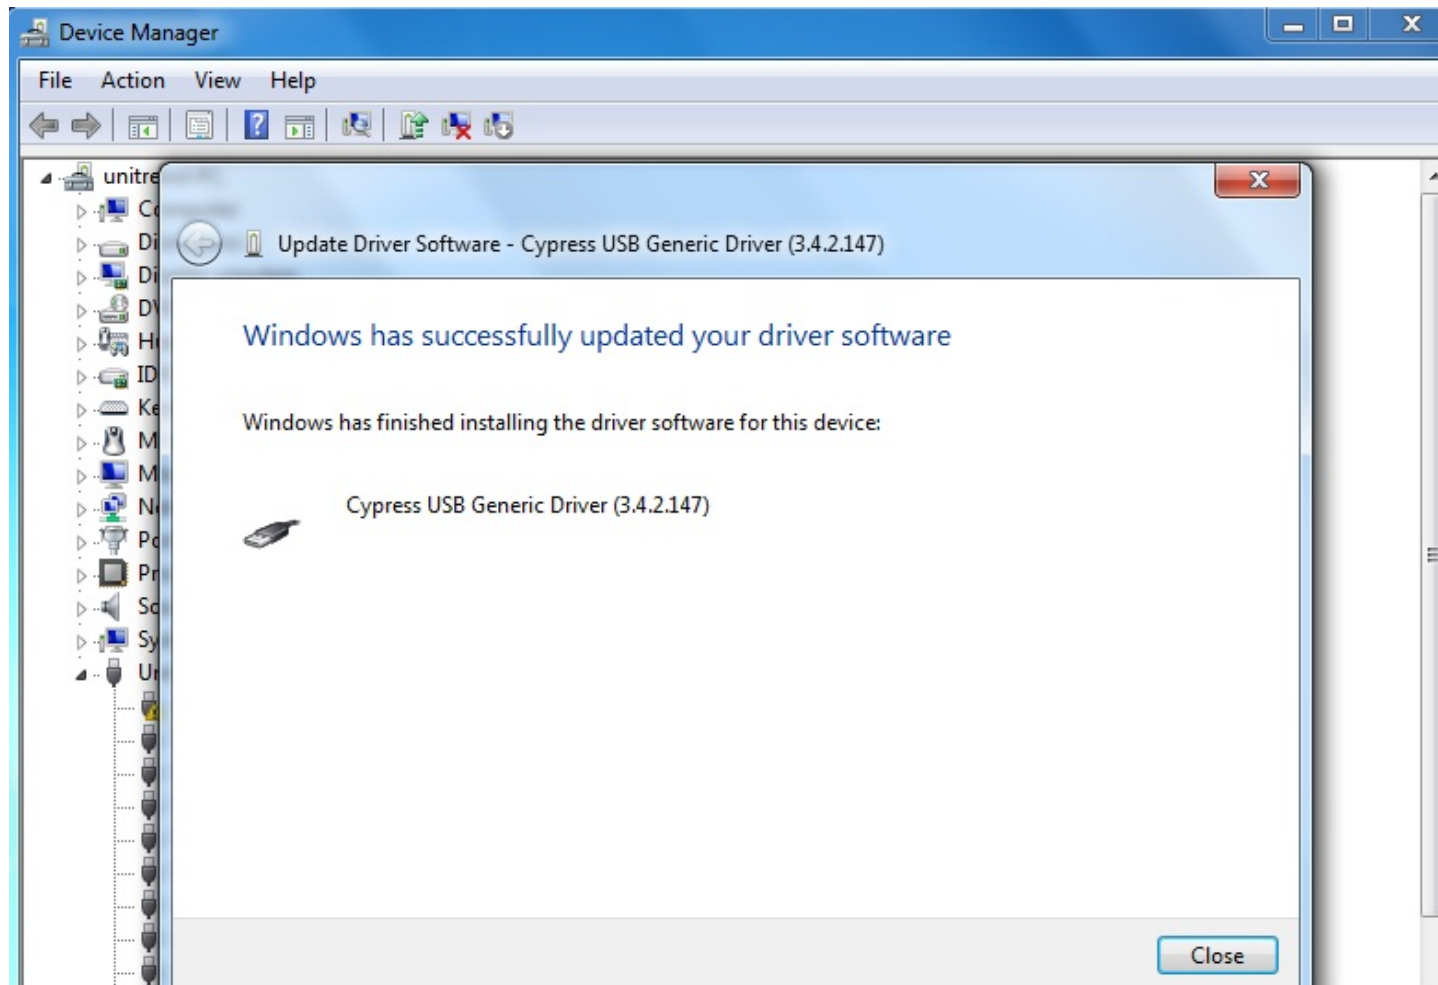 Device Manager
File Action View Help
Update Driver Software - Cypress USB Generic Driver (3.4.2.147)
Windows has successfully updated your driver software
Windows has finished installing the driver software for this device:
Cypress USB Generic Driver (3.4.2.147)
Close